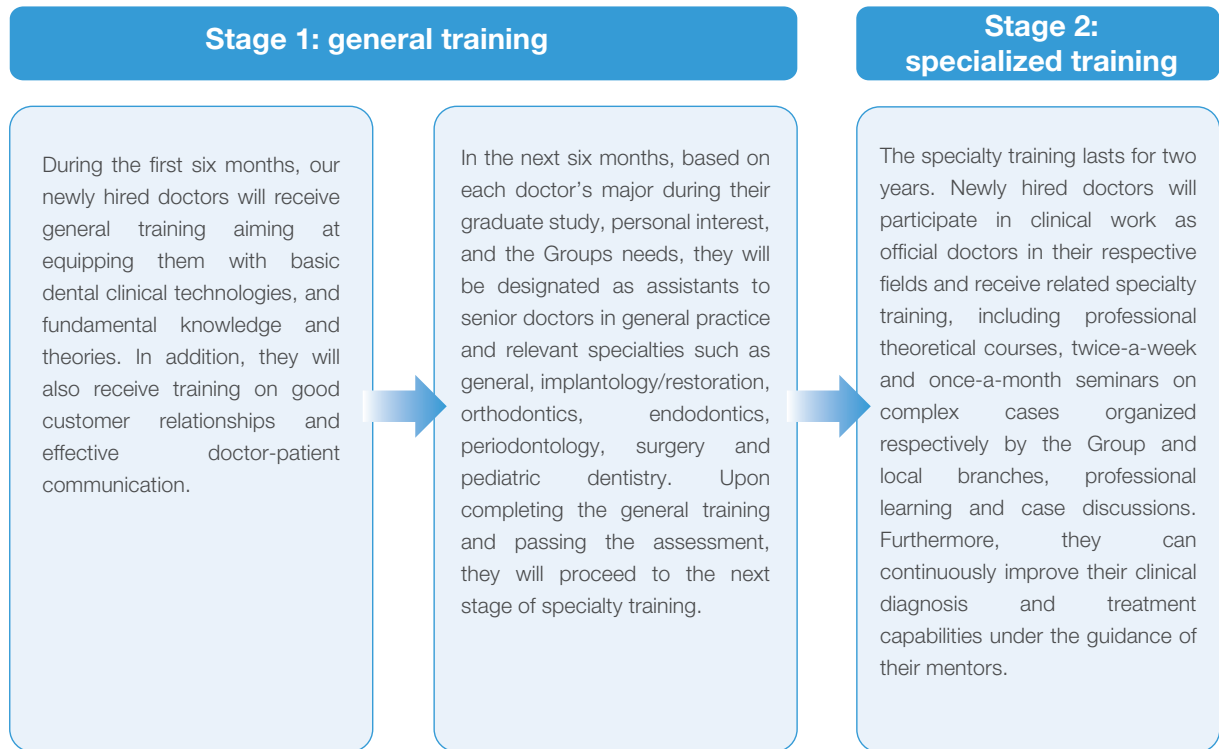 Stage 1: general training
Stage 2:
specialized training
During the first six months, our
newly hired doctors will receive
general training aiming at
equipping them with basic
dental clinical technologies, and
fundamental knowledge and
theories. In addition, they will
also receive training on good
customer relationships and
effective doctor-patient
communication.
In the next six months, based on
each doctor's major during their
graduate study, personal interest,
and the Groups needs, they will
be designated as assistants to
senior doctors in general practice
and relevant specialties such as
general, implantology/restoration,
orthodontics, endodontics,
periodontology, surgery and
pediatric dentistry. Upon
completing the general training
and passing the assessment,
they will proceed to the next
stage of specialty training.
The specialty training lasts for two
years. Newly hired doctors will
participate in clinical work as
official doctors in their respective
fields and receive related specialty
training, including professional
theoretical courses, twice-a-week
and once-a-month seminars on
complex cases organized
respectively by the Group and
local branches, professional
learning and case discussions.
Furthermore, they can
continuously improve their clinical
diagnosis and treatment
capabilities under the guidance of
their mentors.